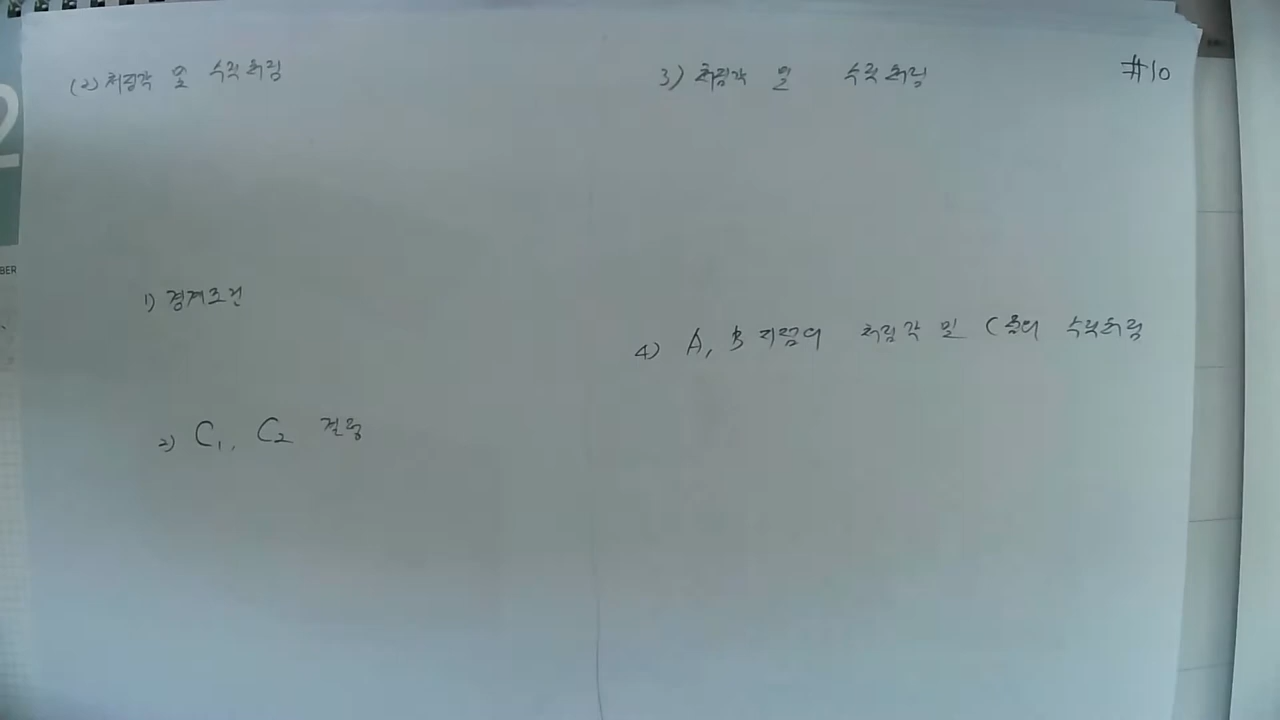 (2) 처짐각 및 수직처짐
1) 경계조건
2) C₁, C₂ 결정
3) 처짐각 및 수직처짐
#10
4) A, B 지점의 처짐각 및 C점의 수직처짐
2
BER